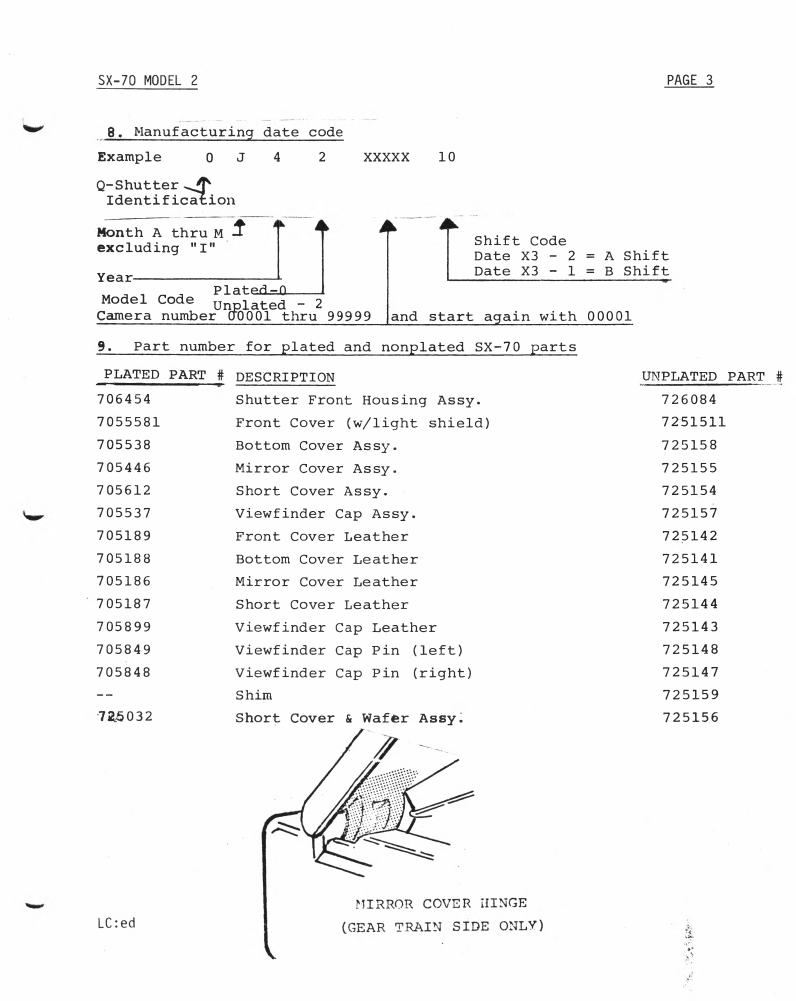 SX-70 MODEL 2 PAGE 3
8. Manufacturing date code
Example 0 J 4 2 XXXXX 10
Q-Shutter
Identification
Month A thru M
excluding "I"
Shift Code
Date X3 - 2 = A Shift
Date X3 - 1 = B Shift
Year
Plated-0
Model Code Unplated - 2
Camera number 00001 thru 99999 and start again with 00001
9. Part number for plated and nonplated SX-70 parts
PLATED PART # DESCRIPTION UNPLATED PART #
706454 Shutter Front Housing Assy. 726084
7055581 Front Cover (w/light shield) 7251511
705538 Bottom Cover Assy. 725158
705446 Mirror Cover Assy. 725155
705612 Short Cover Assy. 725154
705537 Viewfinder Cap Assy. 725157
705189 Front Cover Leather 725142
705188 Bottom Cover Leather 725141
705186 Mirror Cover Leather 725145
705187 Short Cover Leather 725144
705899 Viewfinder Cap Leather 725143
705849 Viewfinder Cap Pin (left) 725148
705848 Viewfinder Cap Pin (right) 725147
-- Shim 725159
725032 Short Cover & Wafer Assy. 725156
MIRROR COVER HINGE
LC:ed (GEAR TRAIN SIDE ONLY)